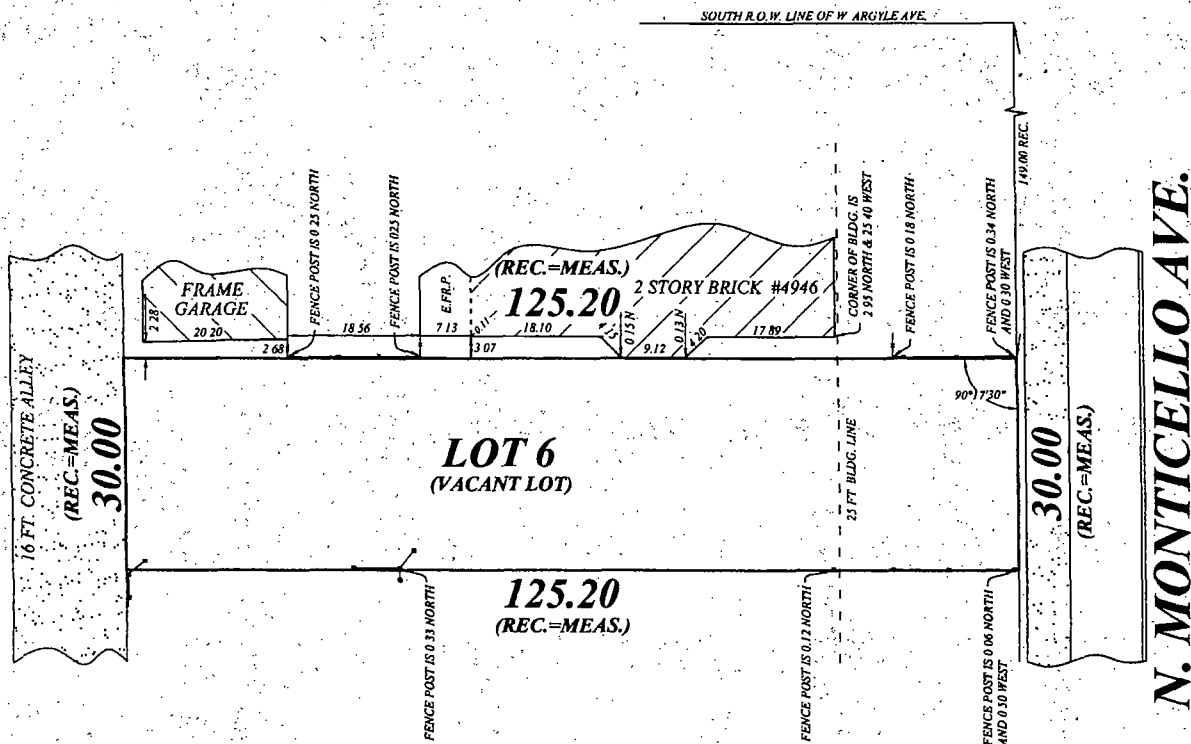 SOUTH R.O.W. LINE OF W ARGYLE AVE.
149.00 REC.
FENCE POST IS 0 25 NORTH
FENCE POST IS 025 NORTH
CORNER OF BLDG. IS
2 95 NORTH & 25 40 WEST
FENCE POST IS 0 18 NORTH
FENCE POST IS 0.34 NORTH
AND 0 30 WEST
FRAME
GARAGE
2 28
20 20
2 68
18 56
E.FR.P.
7 13
0.11
3 07
(REC.=MEAS.)
125.20
18.10
2 STORY BRICK #4946
0.15 N
9.12
0.13 N
4.20
17 89
90°17'30"
16 FT. CONCRETE ALLEY
(REC.=MEAS.)
30.00
LOT 6
(VACANT LOT)
25 FT BLDG. LINE
30.00
(REC.=MEAS.)
N. MONTICELLO AVE.
125.20
(REC.=MEAS.)
FENCE POST IS 0 33 NORTH
FENCE POST IS 0.12 NORTH
FENCE POST IS 0 06 NORTH
AND 0 50 WEST